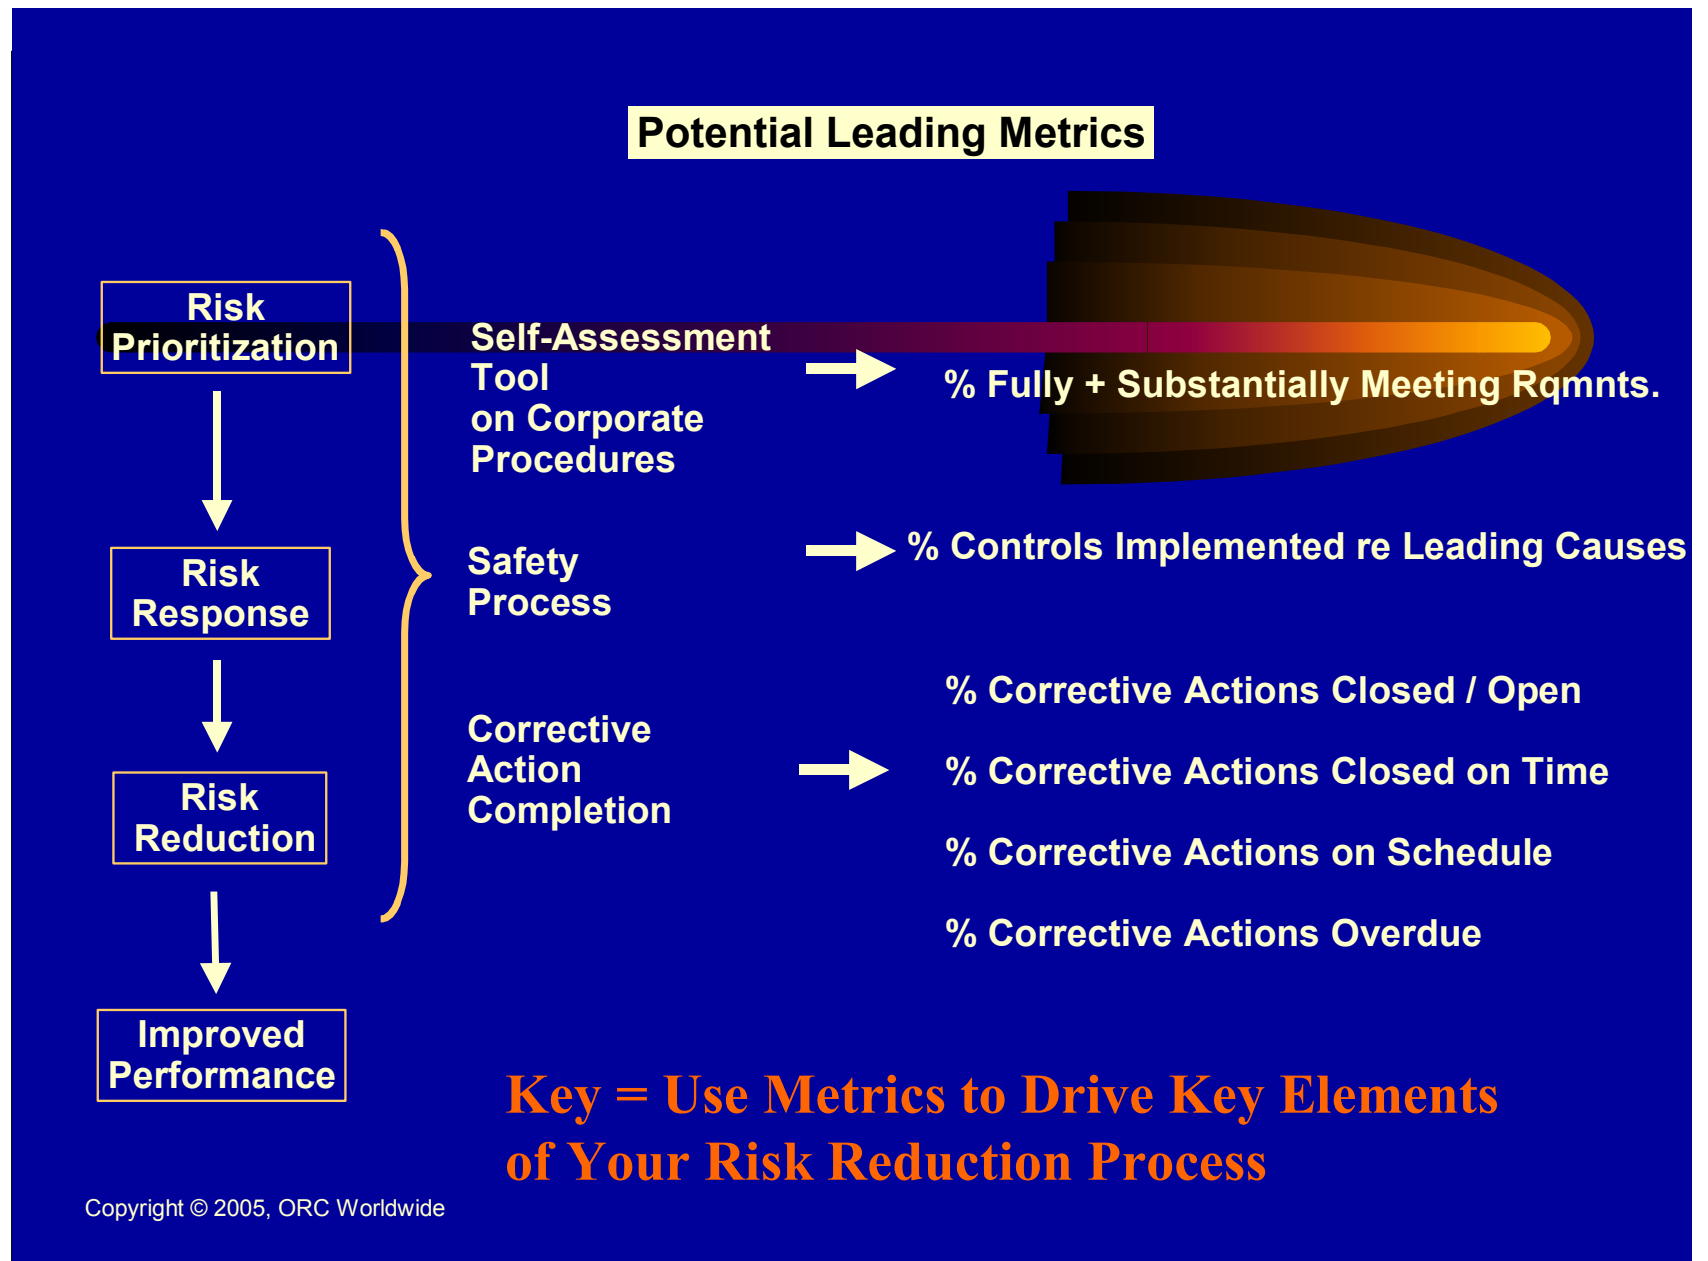 Potential Leading Metrics
Risk
Prioritization
Risk
Response
Risk
Reduction
Improved
Performance
Self-Assessment
Tool
on Corporate
Procedures
% Fully + Substantially Meeting Rqmnts.
Safety
Process
% Controls Implemented re Leading Causes
Corrective
Action
Completion
% Corrective Actions Closed / Open
% Corrective Actions Closed on Time
% Corrective Actions on Schedule
% Corrective Actions Overdue
Key = Use Metrics to Drive Key Elements
of Your Risk Reduction Process
Copyright © 2005, ORC Worldwide